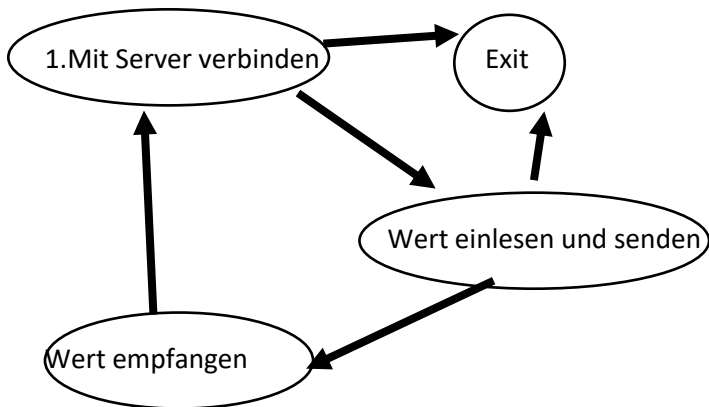 1.Mit Server verbinden
Exit
Wert einlesen und senden
Wert empfangen